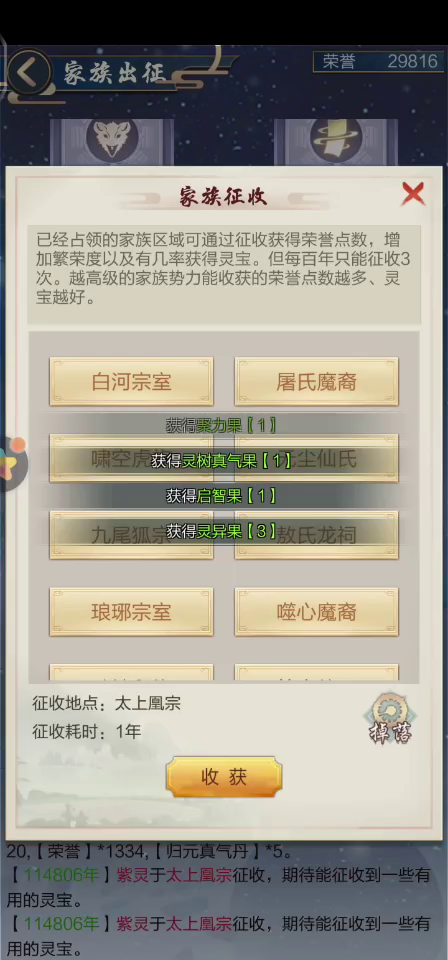 家族出征
荣誉 29816
家族征收
已经占领的家族区域可通过征收获得荣誉点数，增
加繁荣度以及有几率获得灵宝。但每百年只能征收3
次。越高级的家族势力能收获的荣誉点数越多、灵
宝越好。
白河宗室 屠氏魔裔
获得聚力果【1】
啸空虎 尘仙氏
获得灵树真气果【1】
获得启智果【1】
九尾狐宗 敖氏龙祠
获得灵异果【3】
琅琊宗室 噬心魔裔
征收地点：太上凰宗
征收耗时：1年
掉落
收获
20,【荣誉】*1334,【归元真气丹】*5。
【114806年】紫灵于太上凰宗征收，期待能征收到一些有
用的灵宝。
【114806年】紫灵于太上凰宗征收，期待能征收到一些有
用的灵宝。